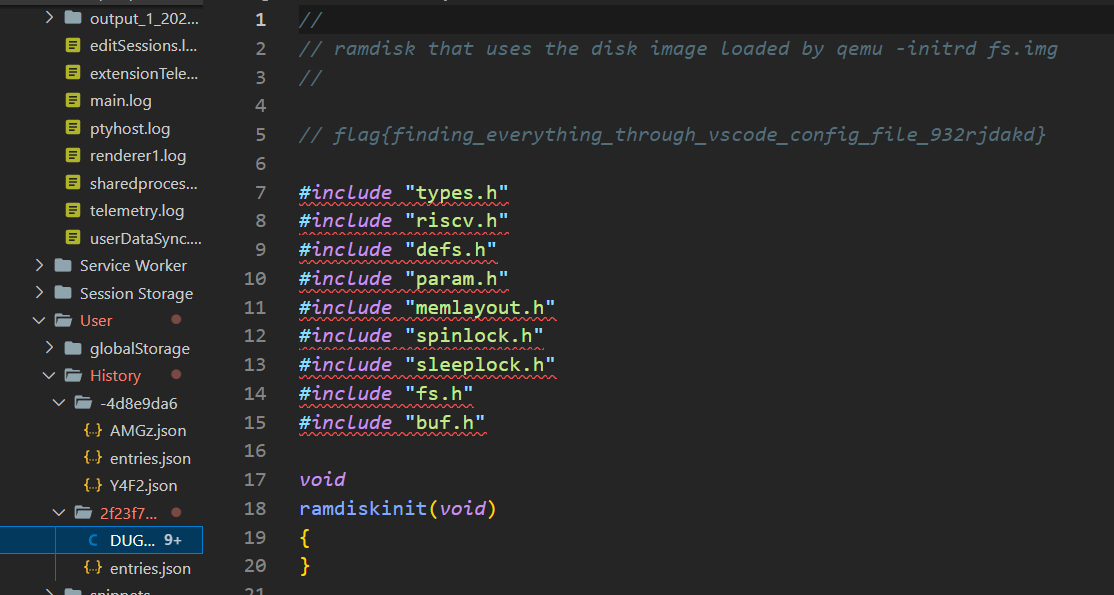 output_1_202...
editSessions.l...
extensionTele...
main.log
ptyhost.log
renderer1.log
sharedproces...
telemetry.log
userDataSync....
Service Worker
Session Storage
User
globalStorage
History
-4d8e9da6
{..} AMGz.json
{..} entries.json
{..} Y4F2.json
2f23f7...
C DUG... 9+
{..} entries.json
snippets
1 //
2 // ramdisk that uses the disk image loaded by qemu -initrd fs.img
3 //
4
5 // flag{finding_everything_through_vscode_config_file_932rjdakd}
6
7 #include "types.h"
8 #include "riscv.h"
9 #include "defs.h"
10 #include "param.h"
11 #include "memlayout.h"
12 #include "spinlock.h"
13 #include "sleeplock.h"
14 #include "fs.h"
15 #include "buf.h"
16
17 void
18 ramdiskinit(void)
19 {
20 }
21